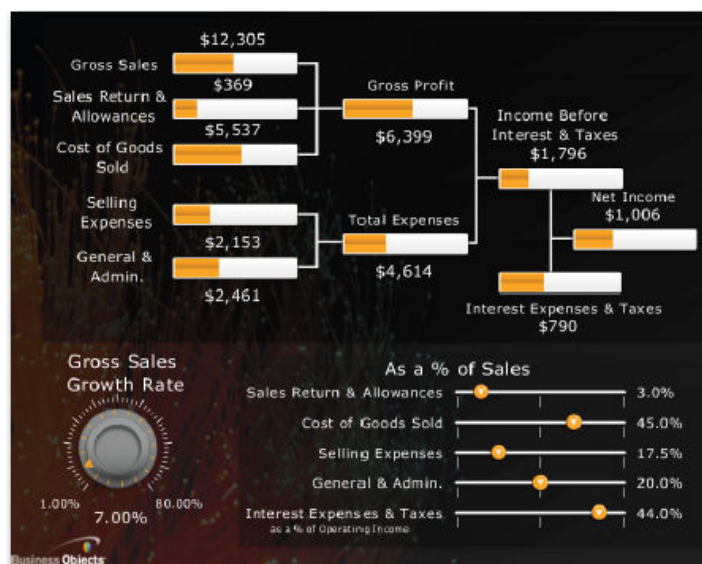 $12,305
Gross Sales
$369
Sales Return &
Allowances
$5,537
Cost of Goods
Sold
Gross Profit
$6,399
Income Before
Interest & Taxes
$1,796
Selling
Expenses
$2,153
General &
Admin.
$2,461
Total Expenses
$4,614
Net Income
$1,006
Interest Expenses & Taxes
$790
Gross Sales
Growth Rate
1.00%
80.00%
7.00%
As a % of Sales
Sales Return & Allowances 3.0%
Cost of Goods Sold 45.0%
Selling Expenses 17.5%
General & Admin. 20.0%
Interest Expenses & Taxes 44.0%
as a % of Operating Income
Business Objects